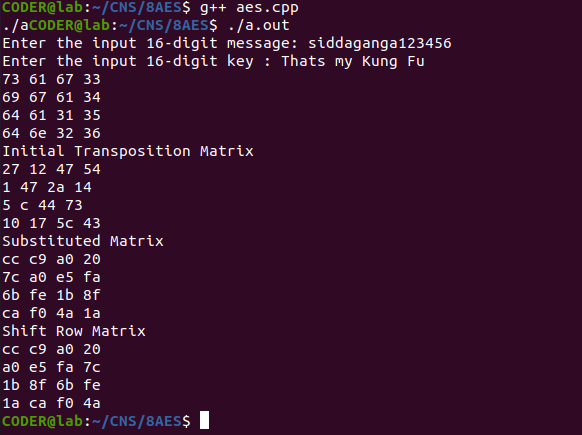 CODER@lab:~/CNS/8AES$ g++ aes.cpp
./aCODER@lab:~/CNS/8AES$ ./a.out
Enter the input 16-digit message: siddaganga123456
Enter the input 16-digit key : Thats my Kung Fu
73 61 67 33
69 67 61 34
64 61 31 35
64 6e 32 36
Initial Transposition Matrix
27 12 47 54
1 47 2a 14
5 c 44 73
10 17 5c 43
Substituted Matrix
cc c9 a0 20
7c a0 e5 fa
6b fe 1b 8f
ca f0 4a 1a
Shift Row Matrix
cc c9 a0 20
a0 e5 fa 7c
1b 8f 6b fe
1a ca f0 4a
CODER@lab:~/CNS/8AES$